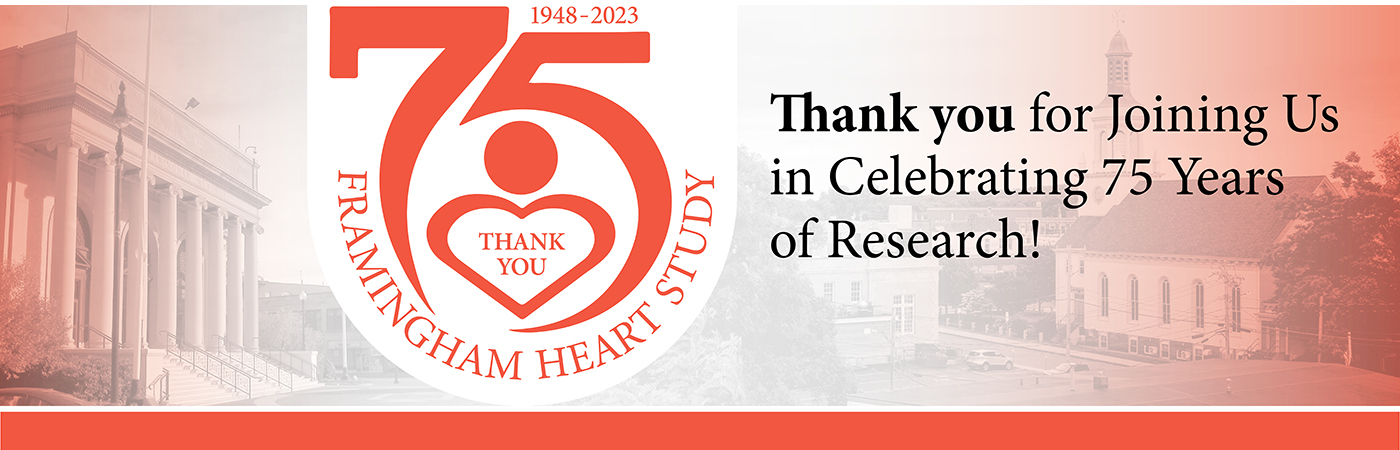 1948-2023
75
THANK
YOU
FRAMINGHAM HEART STUDY
Thank you for Joining Us
in Celebrating 75 Years
of Research!